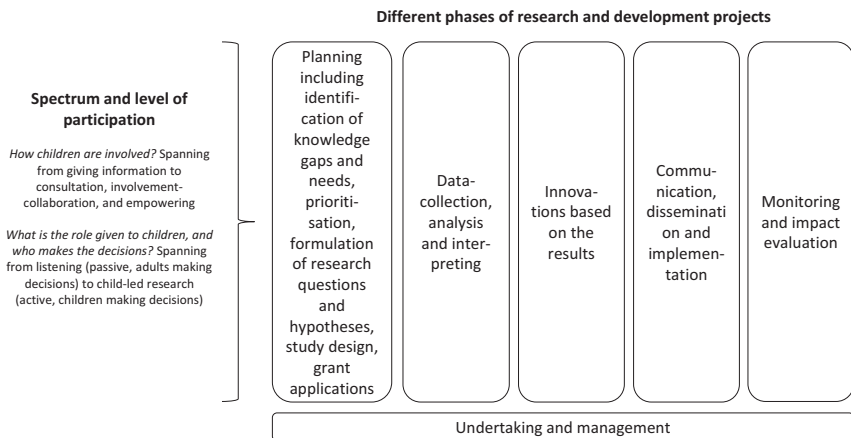 Different phases of research and development projects
Spectrum and level of
participation
How children are involved? Spanning
from giving information to
consultation, involvement-
collaboration, and empowering
What is the role given to children, and
who makes the decisions? Spanning
from listening (passive, adults making
decisions) to child-led research
(active, children making decisions)
Planning
including
identifi-
cation of
knowledge
gaps and
needs,
prioriti-
sation,
formulation
of research
questions
and
hypotheses,
study design,
grant
applications
Data-
collection,
analysis
and inter-
preting
Innova-
tions based
on the
results
Commu-
nication,
disseminati
on and
implemen-
tation
Monitoring
and impact
evaluation
Undertaking and management